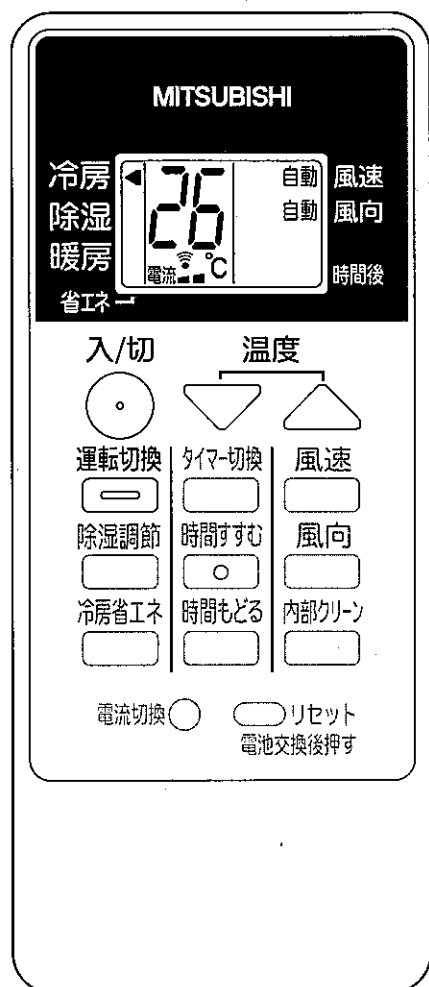 MITSUBISHI
冷房 26 自動 風速
除湿 自動 風向
暖房 電流 ℃ 時間後
省エネ
入/切 温度
運転切換 タイマー切換 風速
除湿調節 時間すすむ 風向
冷房省エネ 時間もどる 内部クリーン
電流切換 リセット
電池交換後押す